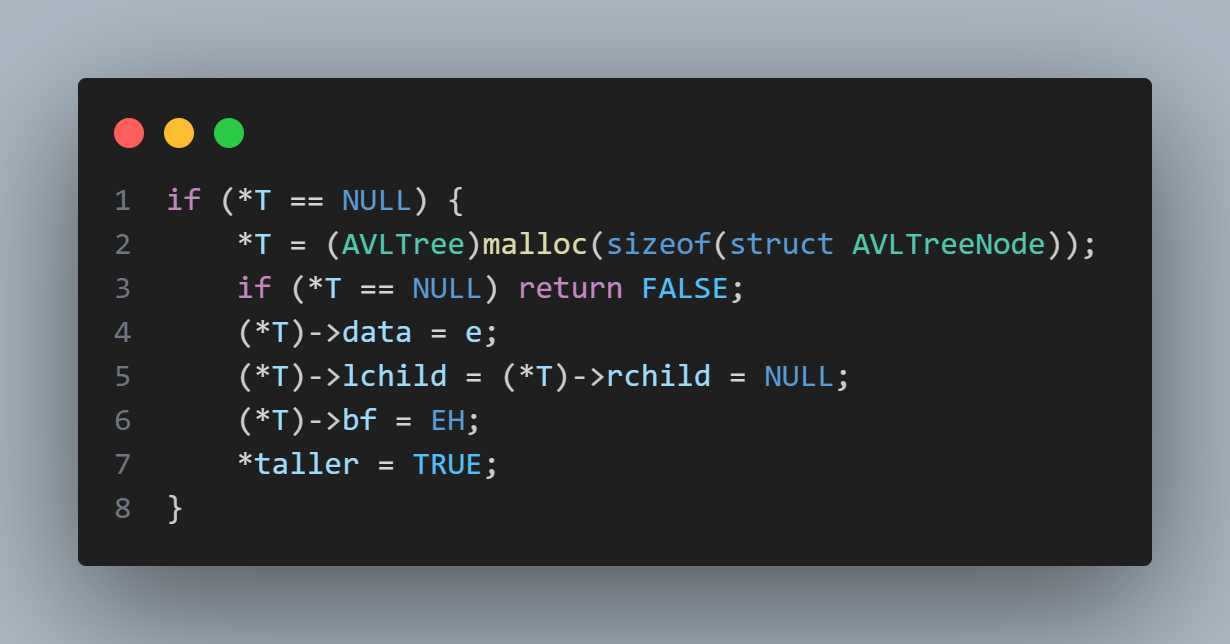 1 if (*T == NULL) {
2     *T = (AVLTree)malloc(sizeof(struct AVLTreeNode));
3     if (*T == NULL) return FALSE;
4     (*T)->data = e;
5     (*T)->lchild = (*T)->rchild = NULL;
6     (*T)->bf = EH;
7     *taller = TRUE;
8 }